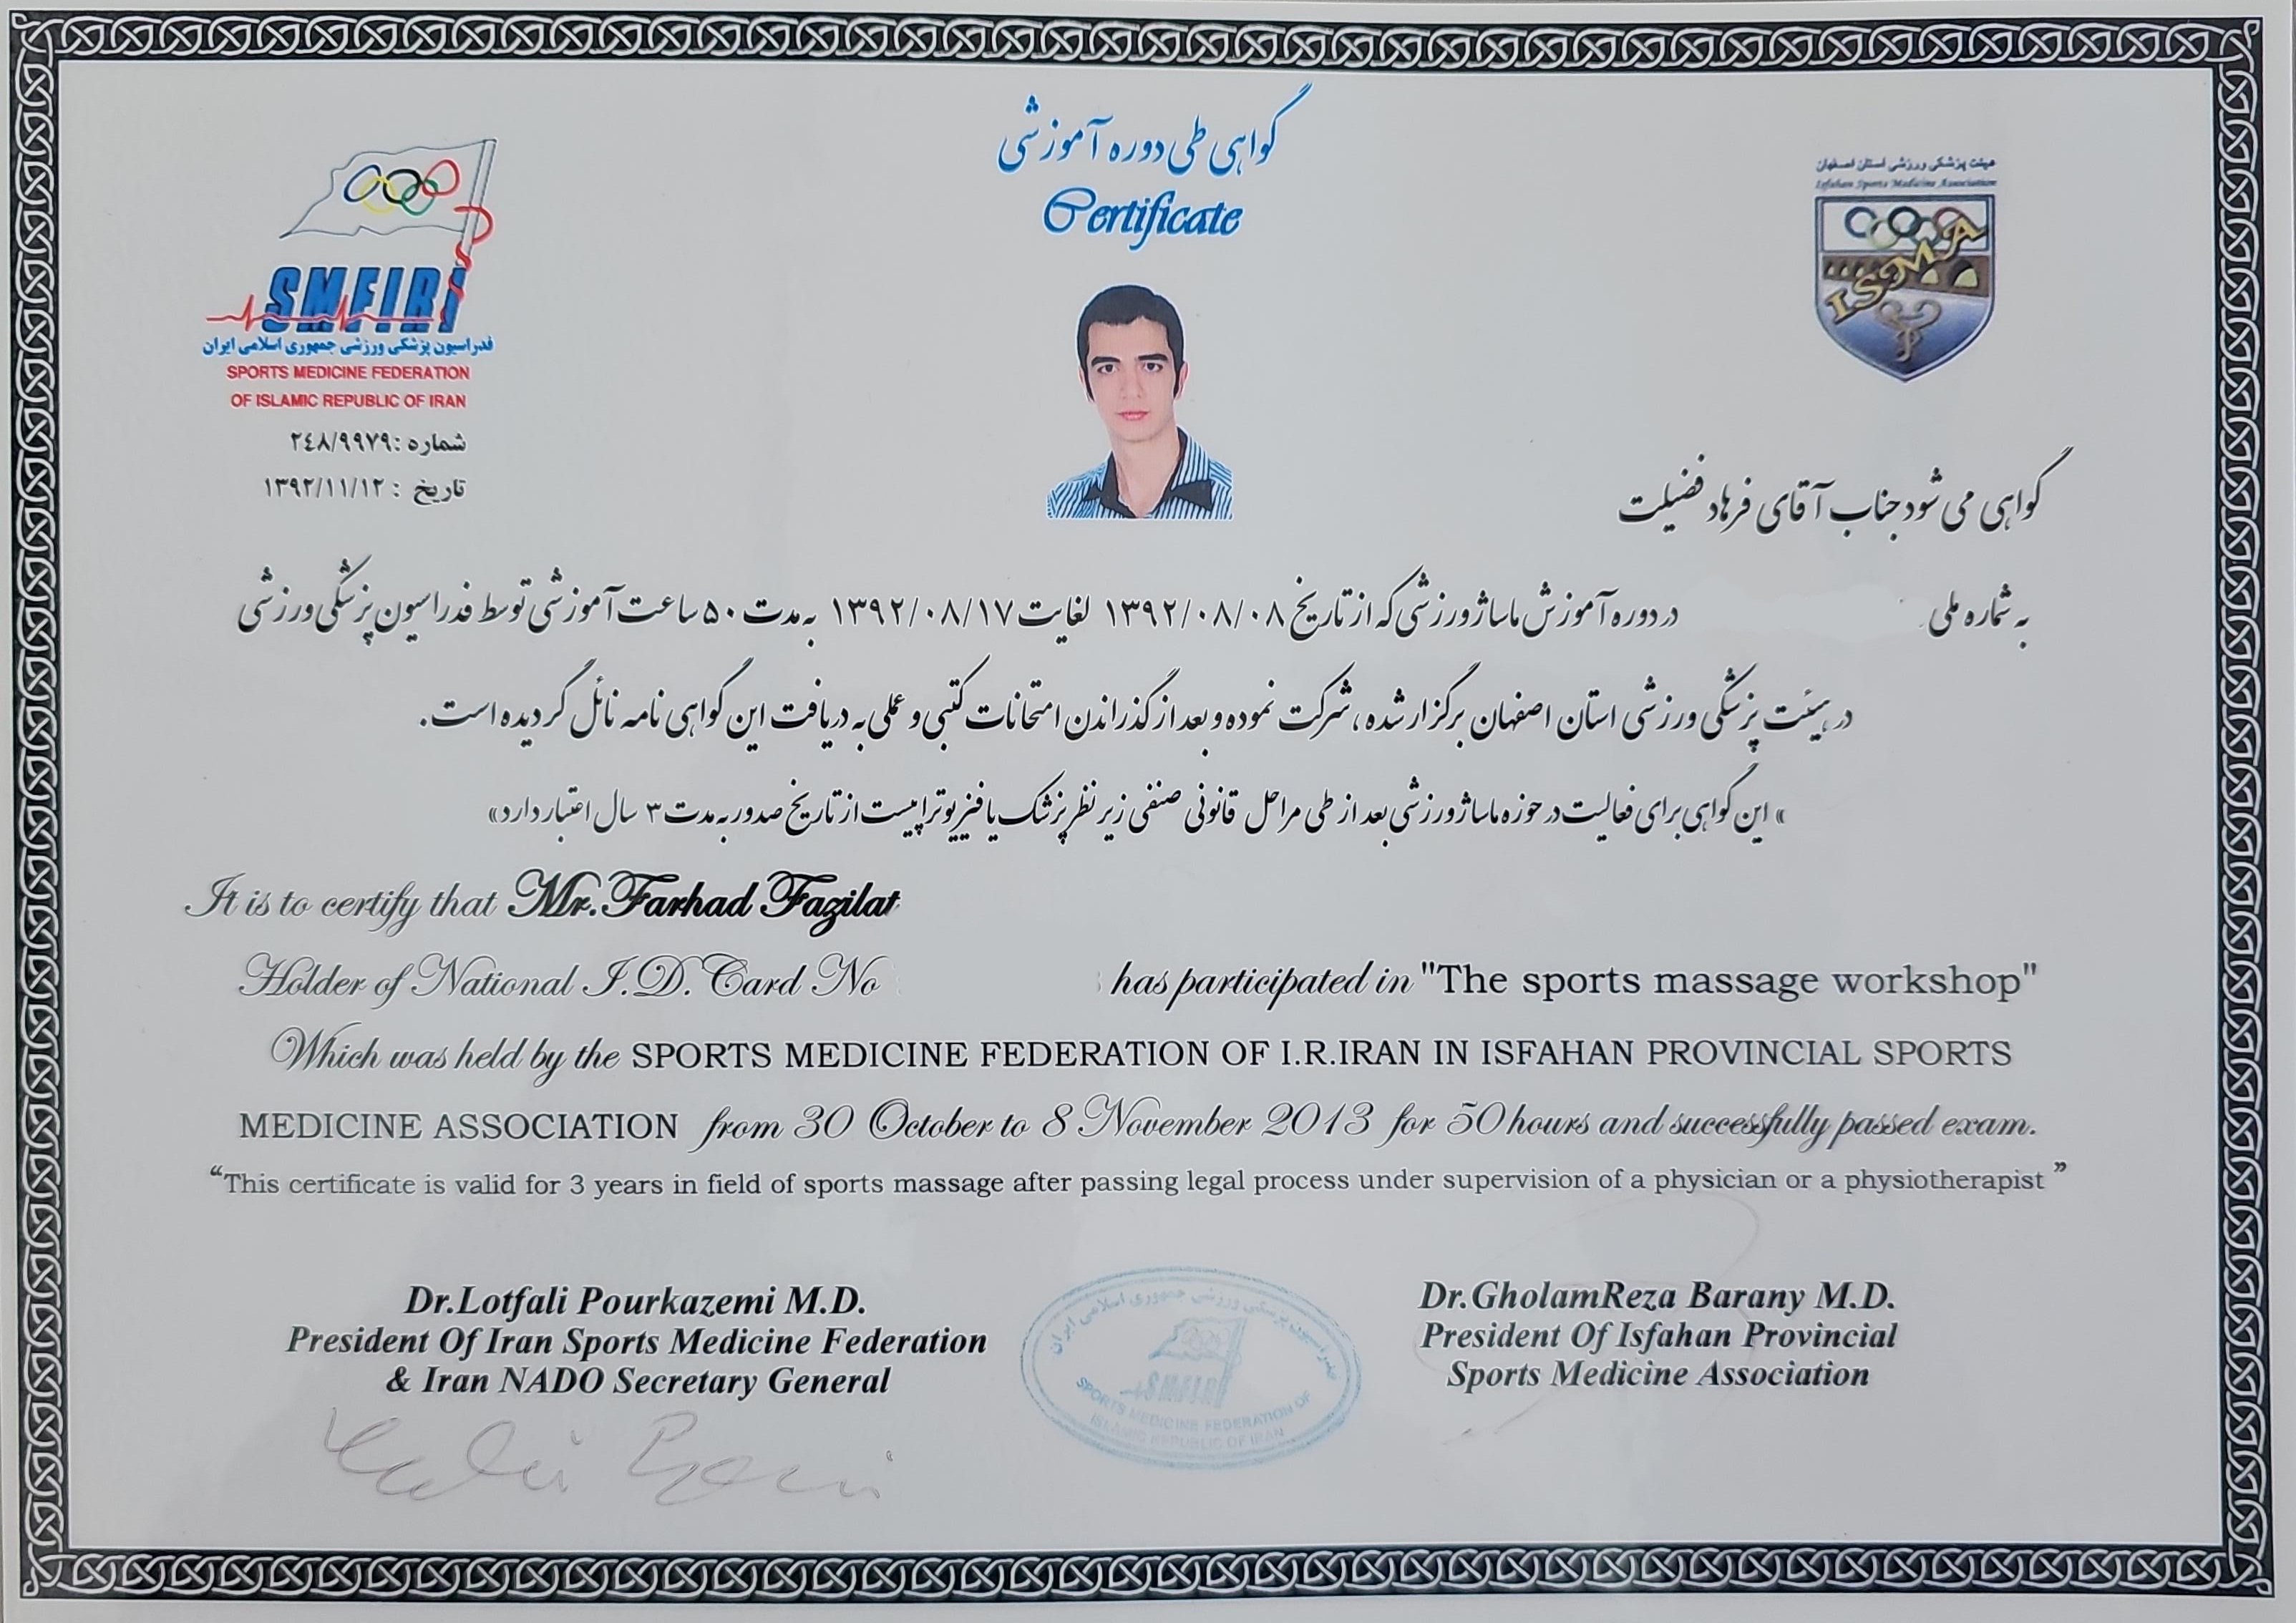 گواهی طی دوره آموزشی
Certificate
SMFIRI
فدراسیون پزشکی ورزشی جمهوری اسلامی ایران
SPORTS MEDICINE FEDERATION
OF ISLAMIC REPUBLIC OF IRAN
شماره :۲٤۸/۹۹۷۹
تاریخ : ۱۳۹۲/۱۱/۱۲
هیئت پزشکی ورزشی استان اصفهان
Isfahan Sports Medicine Association
ISMA
گواهی می شود جناب آقای فرهاد فضیلت
به شماره ملی در دوره آموزش ماساژ ورزشی که از تاریخ ۱۳۹۲/۰۸/۰۸ لغایت ۱۳۹۲/۰۸/۱۷ به مدت ۵۰ ساعت آموزشی توسط فدراسیون پزشکی ورزشی
در هیئت پزشکی ورزشی استان اصفهان برگزار شده، شرکت نموده و بعد از گذراندن امتحانات کتبی و عملی به دریافت این گواهی نامه نائل گردیده است.
« این گواهی برای فعالیت در حوزه ماساژ ورزشی بعد از طی مراحل قانونی صنفی زیر نظر پزشک یا فیزیوتراپیست از تاریخ صدور به مدت ۳ سال اعتبار دارد»
It is to certify that Mr.Farhad Fazilat
Holder of National I.D.Card No has participated in "The sports massage workshop"
Which was held by the SPORTS MEDICINE FEDERATION OF I.R.IRAN IN ISFAHAN PROVINCIAL SPORTS
MEDICINE ASSOCIATION from 30 October to 8 November 2013 for 50 hours and successfully passed exam.
“This certificate is valid for 3 years in field of sports massage after passing legal process under supervision of a physician or a physiotherapist ”
Dr.Lotfali Pourkazemi M.D.
President Of Iran Sports Medicine Federation
& Iran NADO Secretary General
فدراسیون پزشکی ورزشی جمهوری اسلامی ایران
SMFIRI
SPORTS MEDICINE FEDERATION OF
ISLAMIC REPUBLIC OF IRAN
Dr.GholamReza Barany M.D.
President Of Isfahan Provincial
Sports Medicine Association